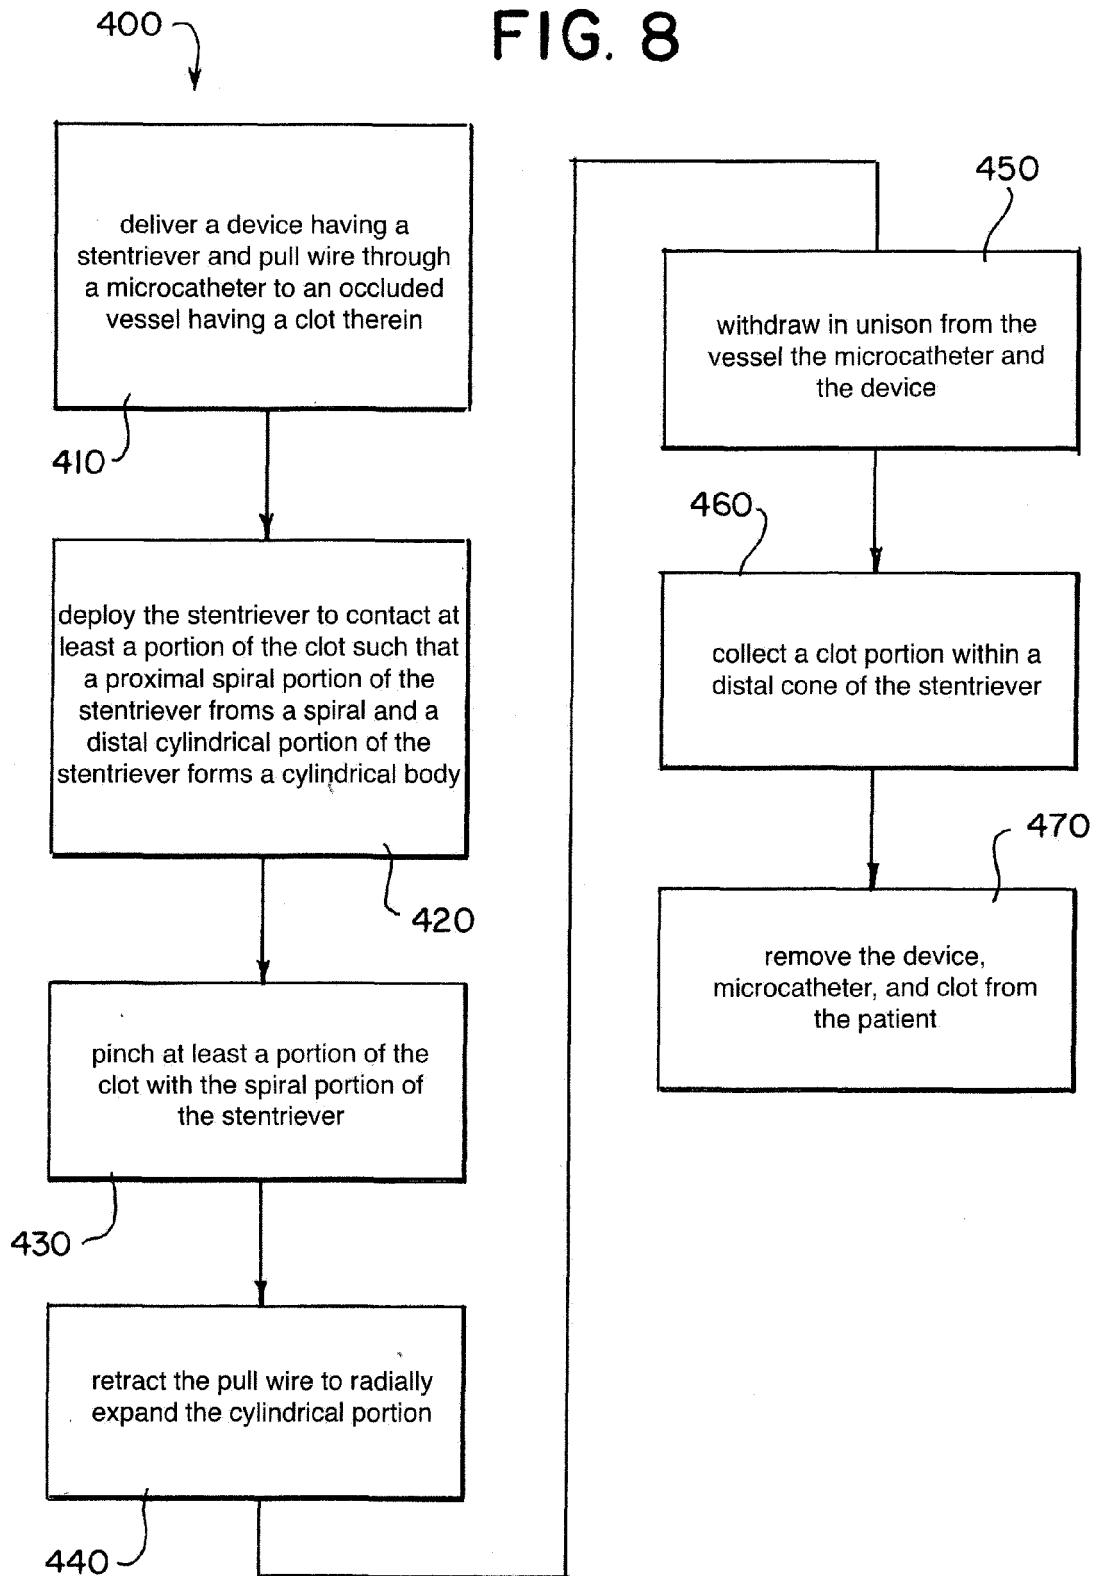 FIG. 8
400
deliver a device having a
stentriever and pull wire through
a microcatheter to an occluded
vessel having a clot therein
410
deploy the stentriever to contact at
least a portion of the clot such that
a proximal spiral portion of the
stentriever froms a spiral and a
distal cylindrical portion of the
stentriever forms a cylindrical body
420
pinch at least a portion of the
clot with the spiral portion of
the stentriever
430
retract the pull wire to radially
expand the cylindrical portion
440
450
withdraw in unison from the
vessel the microcatheter and
the device
460
collect a clot portion within a
distal cone of the stentriever
470
remove the device,
microcatheter, and clot from
the patient